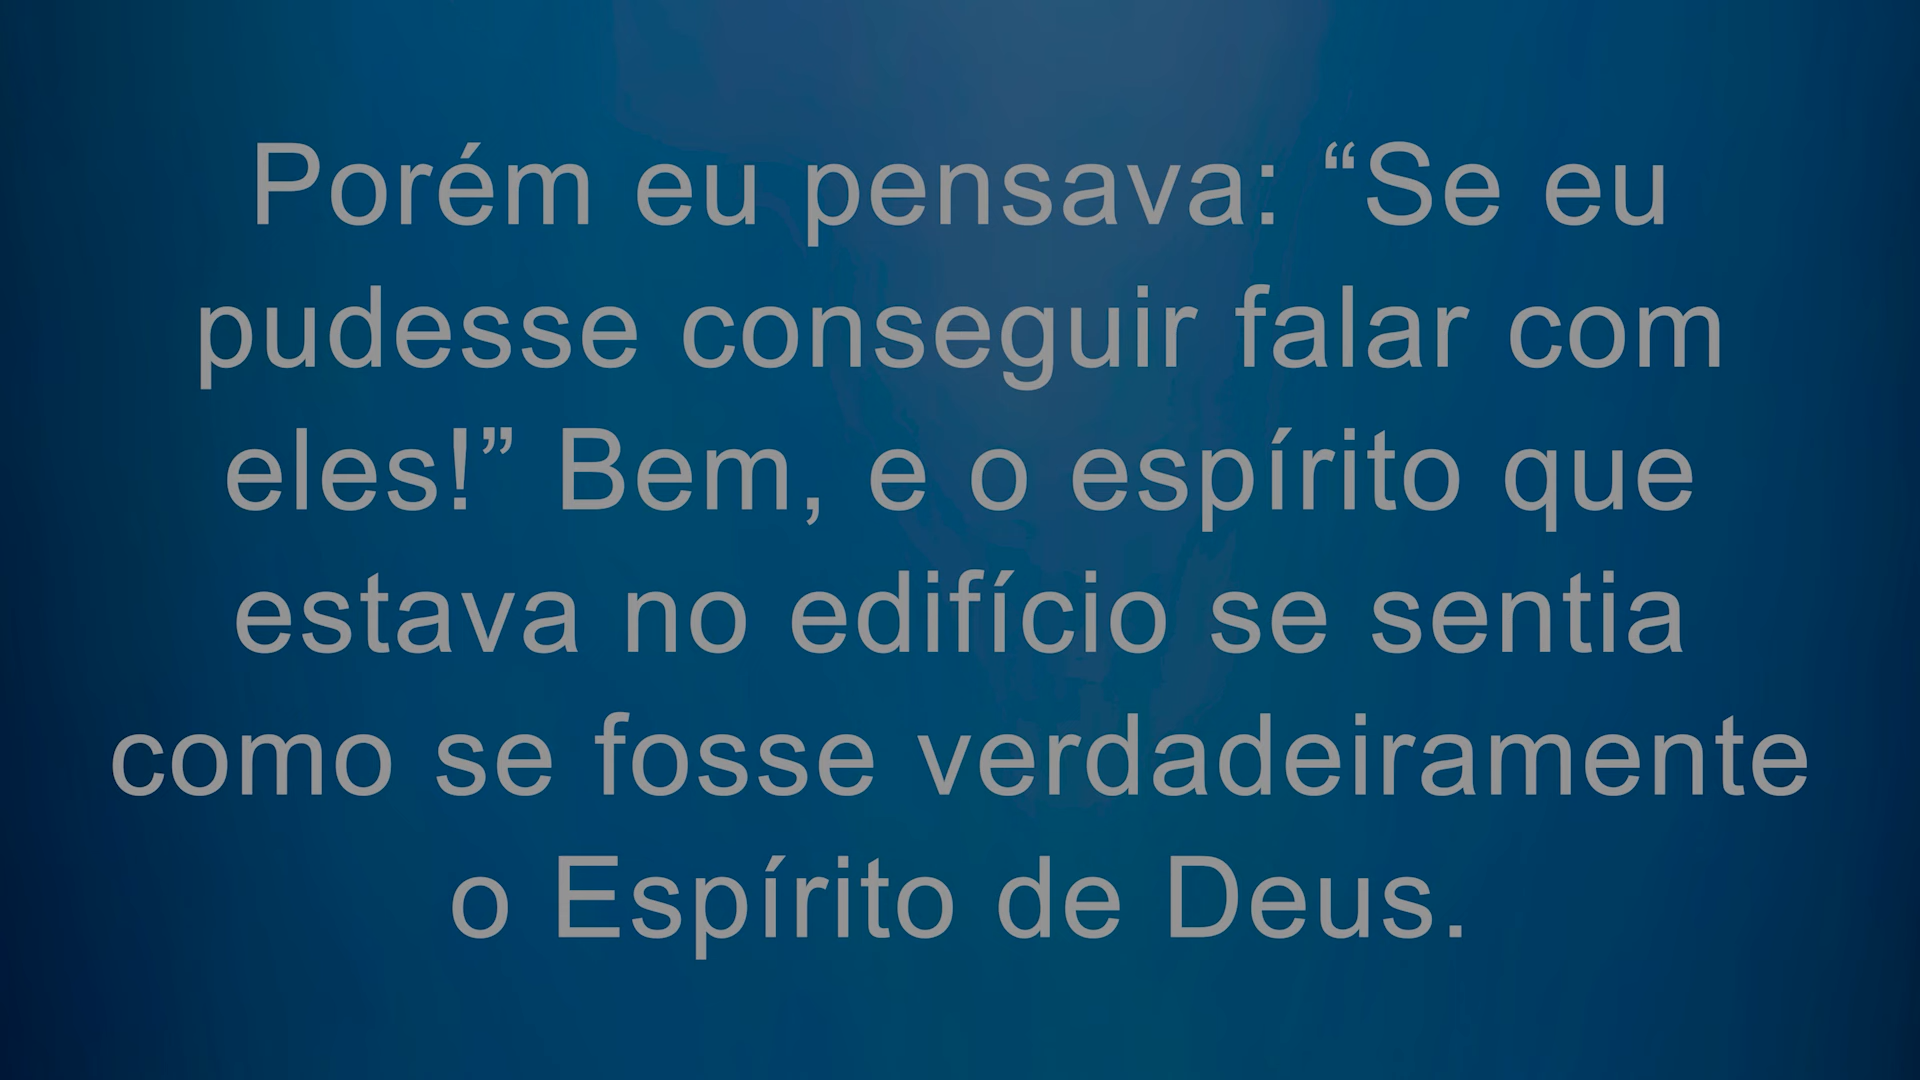 Porém eu pensava: “Se eu
pudesse conseguir falar com
eles!” Bem, e o espírito que
estava no edifício se sentia
como se fosse verdadeiramente
o Espírito de Deus.